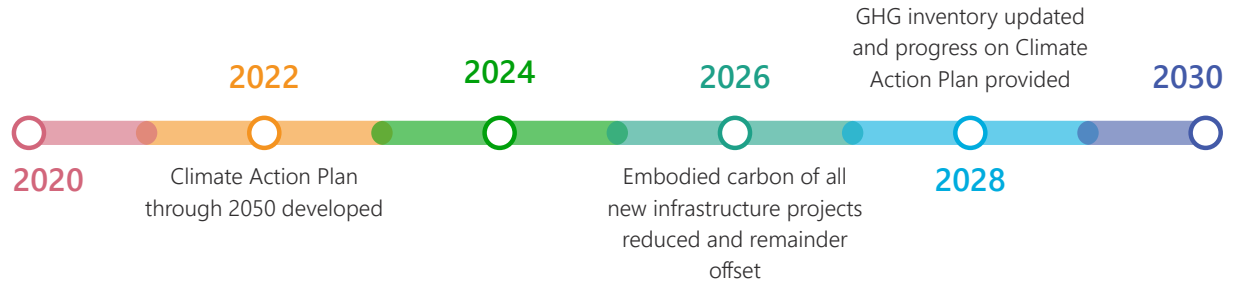 2020
2022
Climate Action Plan
through 2050 developed
2024
2026
Embodied carbon of all
new infrastructure projects
reduced and remainder
offset
GHG inventory updated
and progress on Climate
Action Plan provided
2028
2030